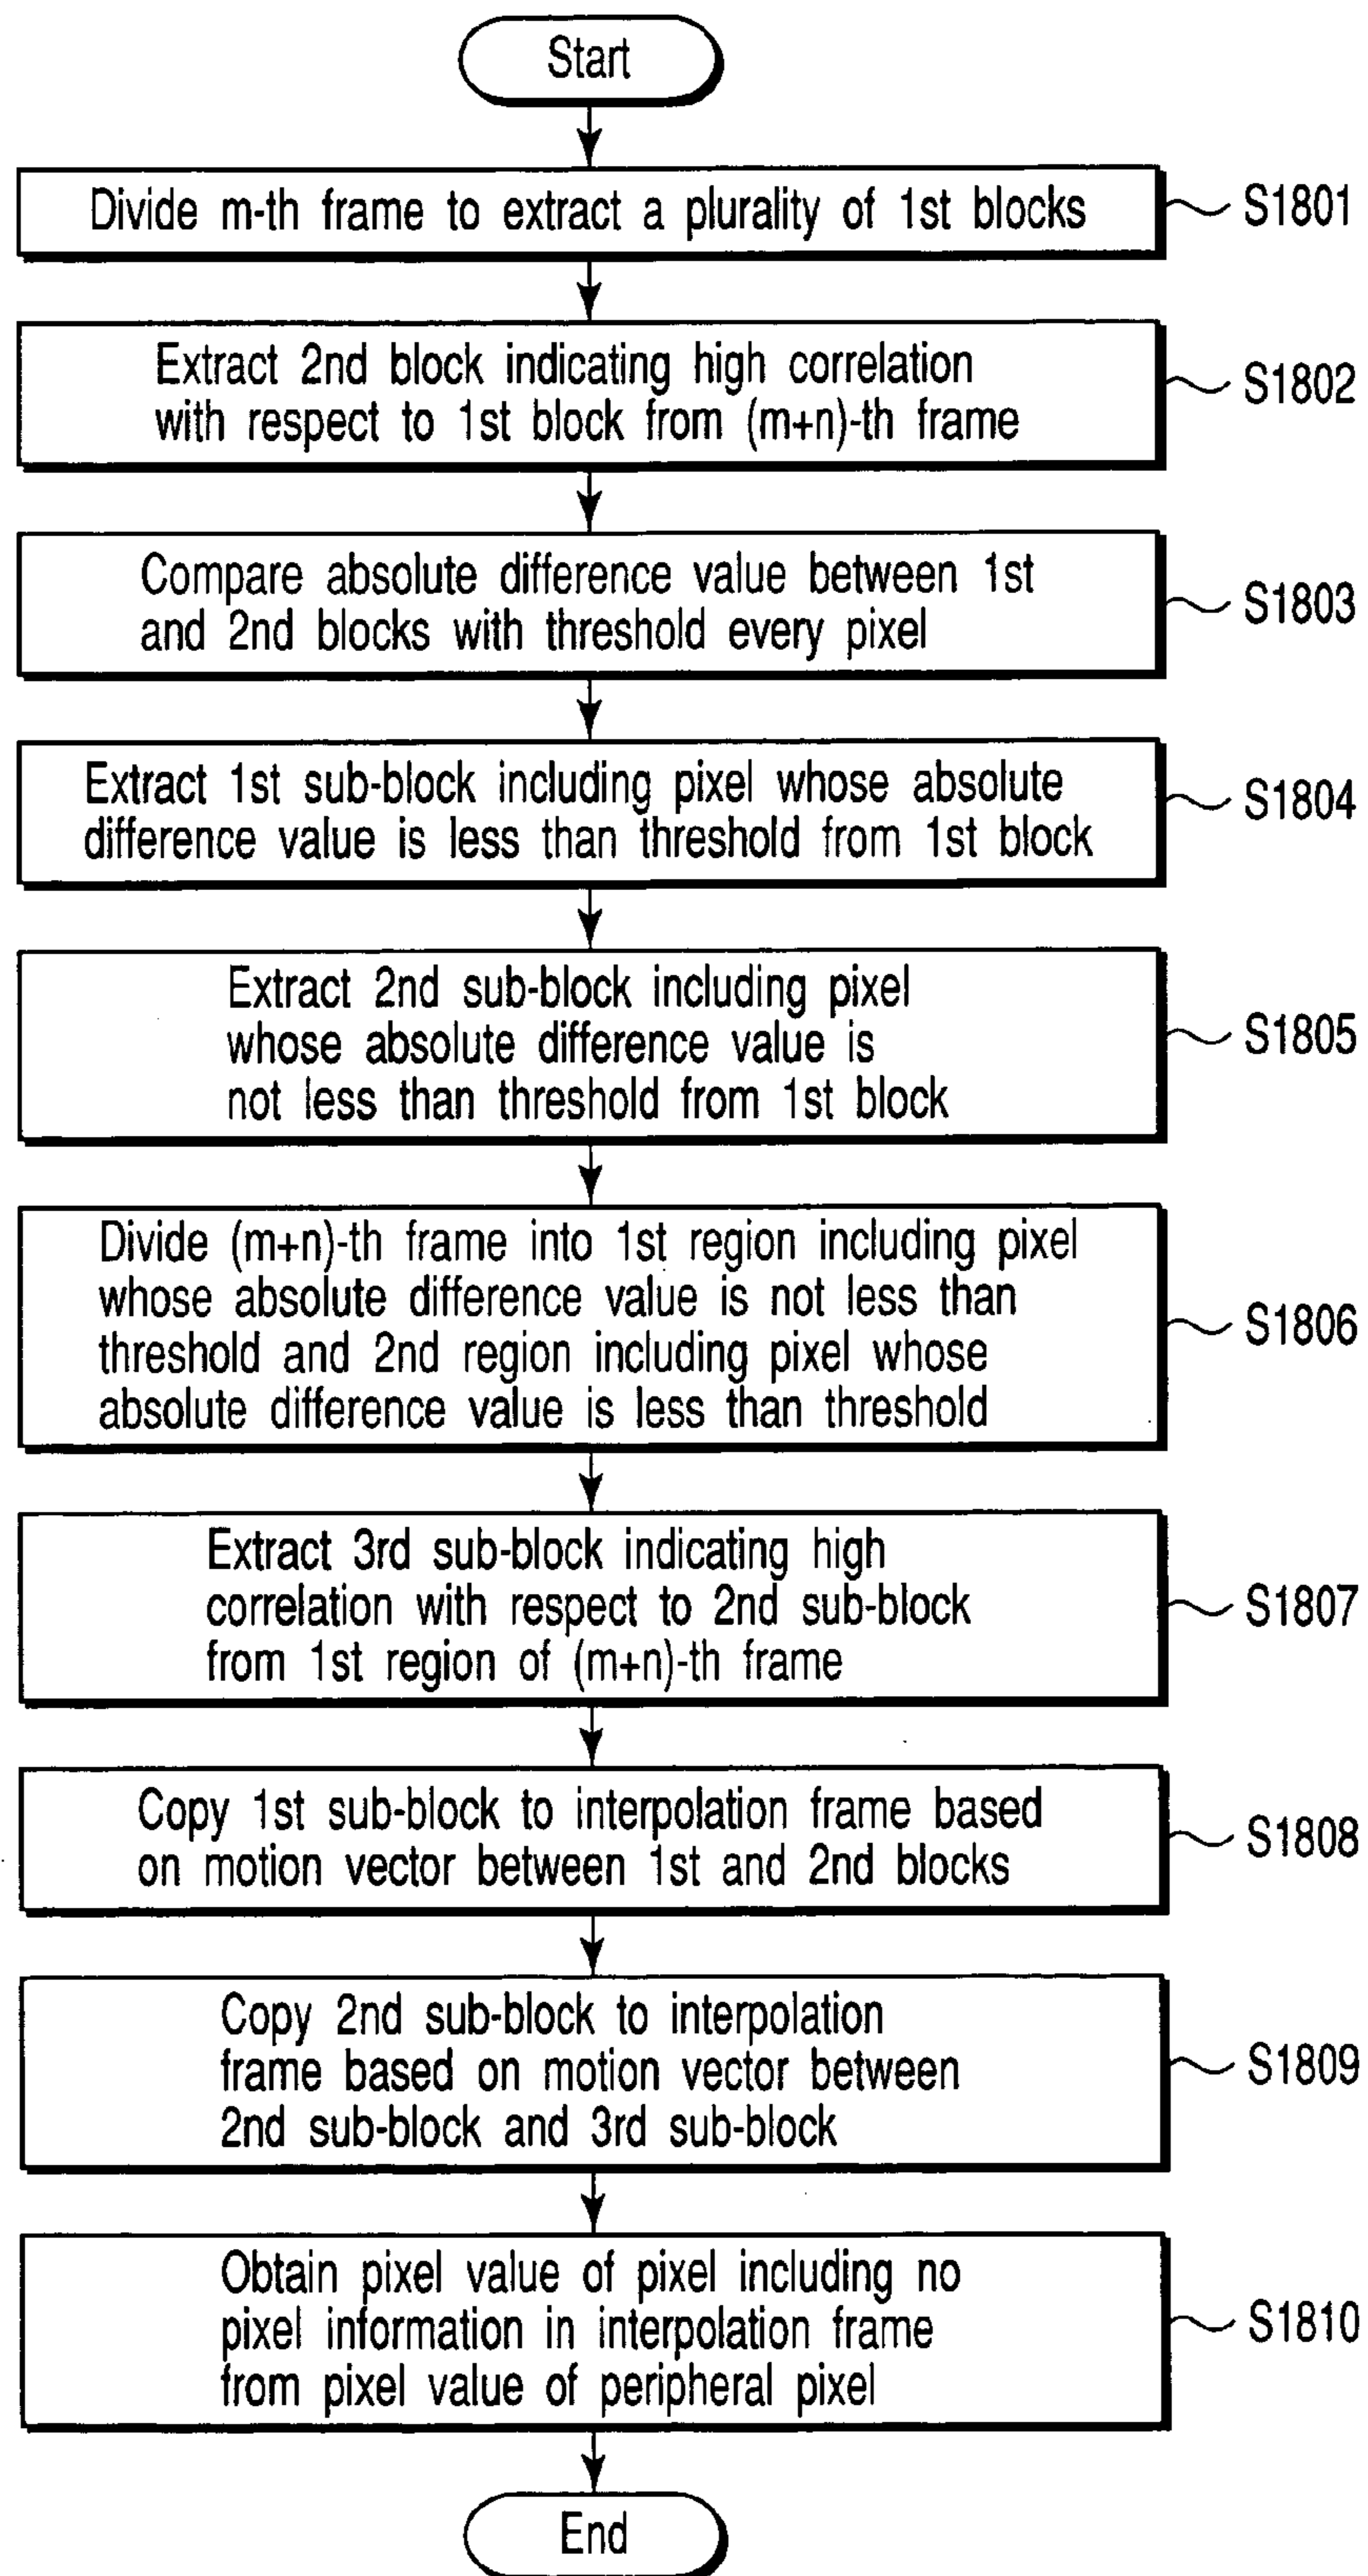 Start
Divide m-th frame to extract a plurality of 1st blocks
S1801
Extract 2nd block indicating high correlation
with respect to 1st block from (m+n)-th frame
S1802
Compare absolute difference value between 1st
and 2nd blocks with threshold every pixel
S1803
Extract 1st sub-block including pixel whose absolute
difference value is less than threshold from 1st block
S1804
Extract 2nd sub-block including pixel
whose absolute difference value is
not less than threshold from 1st block
S1805
Divide (m+n)-th frame into 1st region including pixel
whose absolute difference value is not less than
threshold and 2nd region including pixel whose
absolute difference value is less than threshold
S1806
Extract 3rd sub-block indicating high
correlation with respect to 2nd sub-block
from 1st region of (m+n)-th frame
S1807
Copy 1st sub-block to interpolation frame based
on motion vector between 1st and 2nd blocks
S1808
Copy 2nd sub-block to interpolation
frame based on motion vector between
2nd sub-block and 3rd sub-block
S1809
Obtain pixel value of pixel including no
pixel information in interpolation frame
from pixel value of peripheral pixel
S1810
End